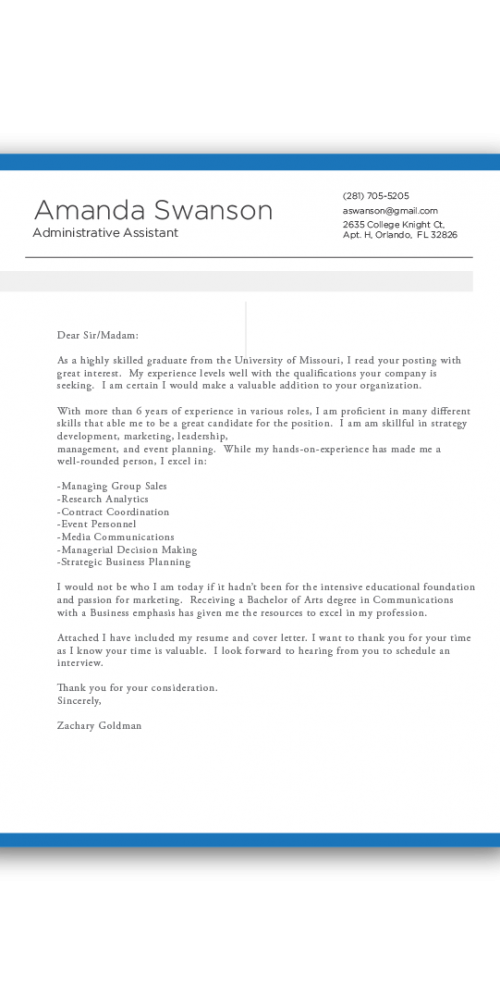 Amanda Swanson
Administrative Assistant
(281) 705-5205
aswanson@gmail.com
2635 College Knight Ct,
Apt. H, Orlando, FL 32826
Dear Sir/Madam:
As a highly skilled graduate from the University of Missouri, I read your posting with
great interest. My experience levels well with the qualifications your company is
seeking. I am certain I would make a valuable addition to your organization.
With more than 6 years of experience in various roles, I am proficient in many different
skills that able me to be a great candidate for the position. I am am skillful in strategy
development, marketing, leadership,
management, and event planning. While my hands-on-experience has made me a
well-rounded person, I excel in:
-Managing Group Sales
-Research Analytics
-Contract Coordination
-Event Personnel
-Media Communications
-Managerial Decision Making
-Strategic Business Planning
I would not be who I am today if it hadn't been for the intensive educational foundation
and passion for marketing. Receiving a Bachelor of Arts degree in Communications
with a Business emphasis has given me the resources to excel in my profession.
Attached I have included my resume and cover letter. I want to thank you for your time
as I know your time is valuable. I look forward to hearing from you to schedule an
interview.
Thank you for your consideration.
Sincerely,
Zachary Goldman